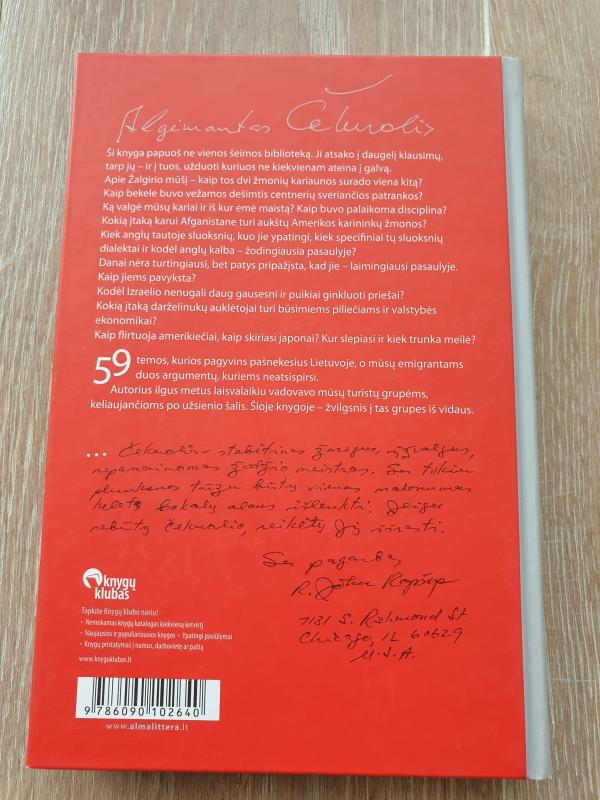 Algimantas Čekuolis
Ši knyga papuoš ne vienos šeimos biblioteką. Ji atsako į daugelį klausimų,
tarp jų – ir į tuos, užduoti kuriuos ne kiekvienam ateina į galvą.
Apie Žalgirio mūšį – kaip tos dvi žmonių kariaunos surado viena kitą?
Kaip bekele buvo vežamos dešimtis centnerių sveriančios patrankos?
Ką valgė mūsų kariai ir iš kur ėmė maistą? Kaip buvo palaikoma disciplina?
Kokią įtaką karui Afganistane turi aukštų Amerikos karininkų žmonos?
Kiek anglų tautoje sluoksnių, kuo jie ypatingi, kiek specifiniai tų sluoksnių
dialektai ir kodėl anglų kalba – žodingiausia pasaulyje?
Danai nėra turtingiausi, bet patys pripažįsta, kad jie – laimingiausi pasaulyje.
Kaip jiems pavyksta?
Kodėl Izraelio nenugali daug gausesni ir puikiai ginkluoti priešai?
Kokią įtaką darželinukų auklėtojai turi būsimiems piliečiams ir valstybės
ekonomikai?
Kaip flirtuoja amerikiečiai, kaip skiriasi japonai? Kur slepiasi ir kiek trunka meilė?
59 temos, kurios pagyvins pašnekesius Lietuvoje, o mūsų emigrantams
duos argumentų, kuriems neatsispirsi.
Autorius ilgus metus laisvalaikiu vadovavo mūsų turistų grupėms,
keliaujančioms po užsienio šalis. Šioje knygoje – žvilgsnis į tas grupes iš vidaus.
... Čekuolis – stebėtinas žmogus, įžvalgus,
nepamainomas žodžio meistras. Su tokiu
plunksnos tūzu būtų vienas malonumas
keletą bokalų alaus išlenkti. Jeigu
nebūtų Čekuolio, reikėtų Jį išrasti.
Su pagarba,
R. John
7131 S. Richmond St.
Chicago, IL 60629
U.S.A.
knygų
klubas
Tapkite Knygų klubo nariu!
• Nemokamas knygų katalogas kiekvieną ketvirtį
• Naujausios ir populiariausios knygos • Ypatingi pasiūlymai
• Knygų pristatymas į namus, darbovietę ar paštą
www.knyguklubas.lt
9 786090 102640
www.almalittera.lt